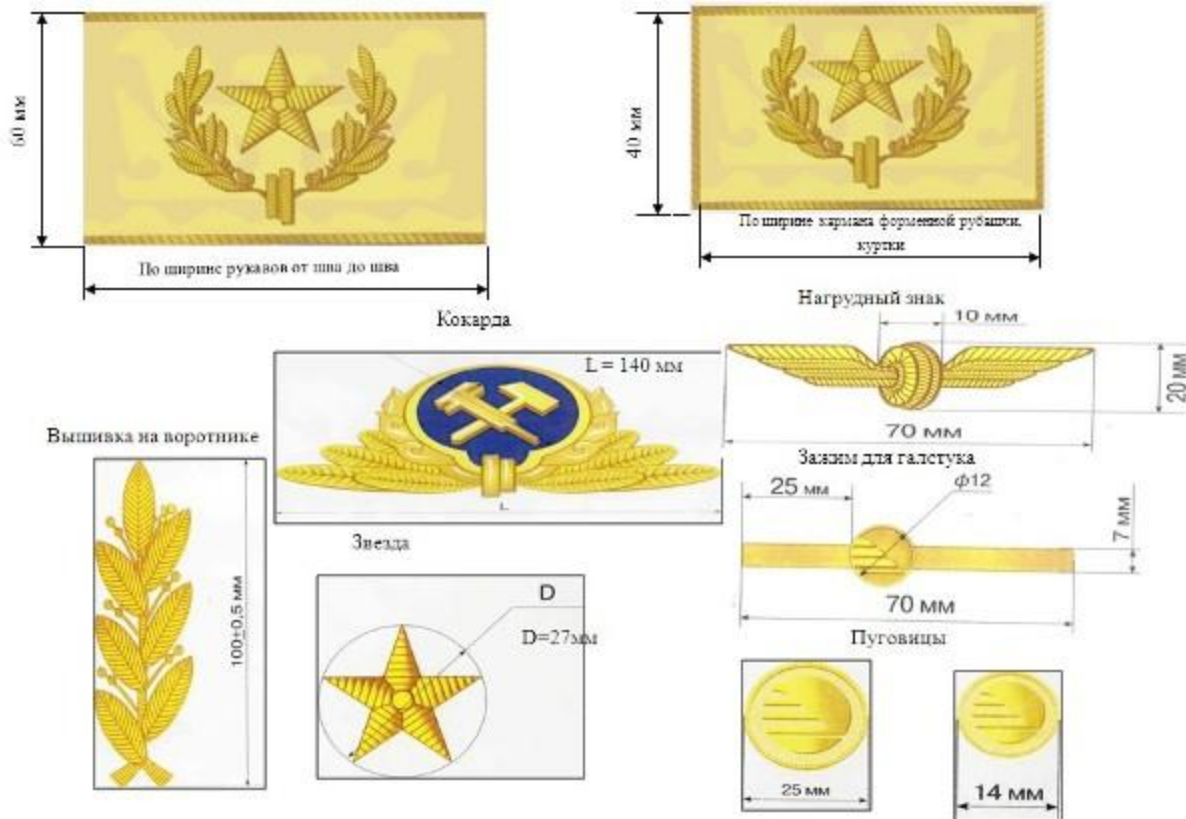 60 мм
По ширине рукавов от шва до шва
40 мм
По ширине кармана форменной рубашки,
куртки
Кокарда
L = 140 мм
L
Нагрудный знак
10 мм
20 мм
70 мм
Вышивка на воротнике
100±0,5 мм
Звезда
D
D=27мм
Зажим для галстука
25 мм
ф12
7 мм
70 мм
Пуговицы
25 мм
14 мм